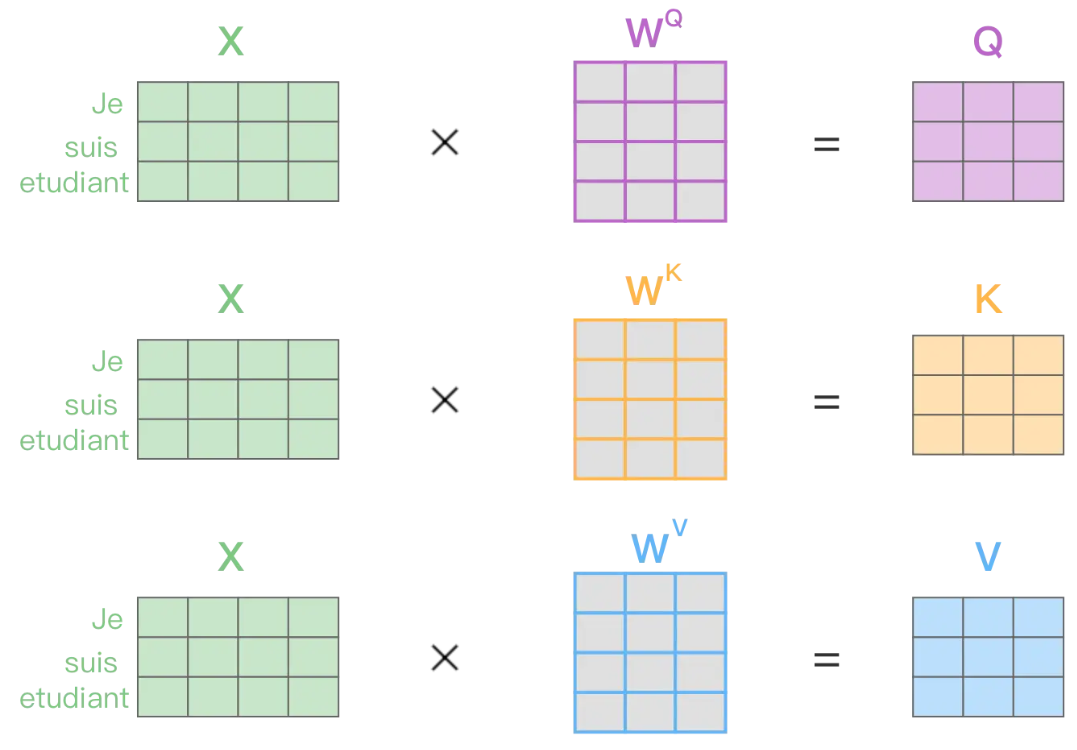 X W^Q Q
Je
suis
etudiant
× =
X W^K K
Je
suis
etudiant
× =
X W^V V
Je
suis
etudiant
× =